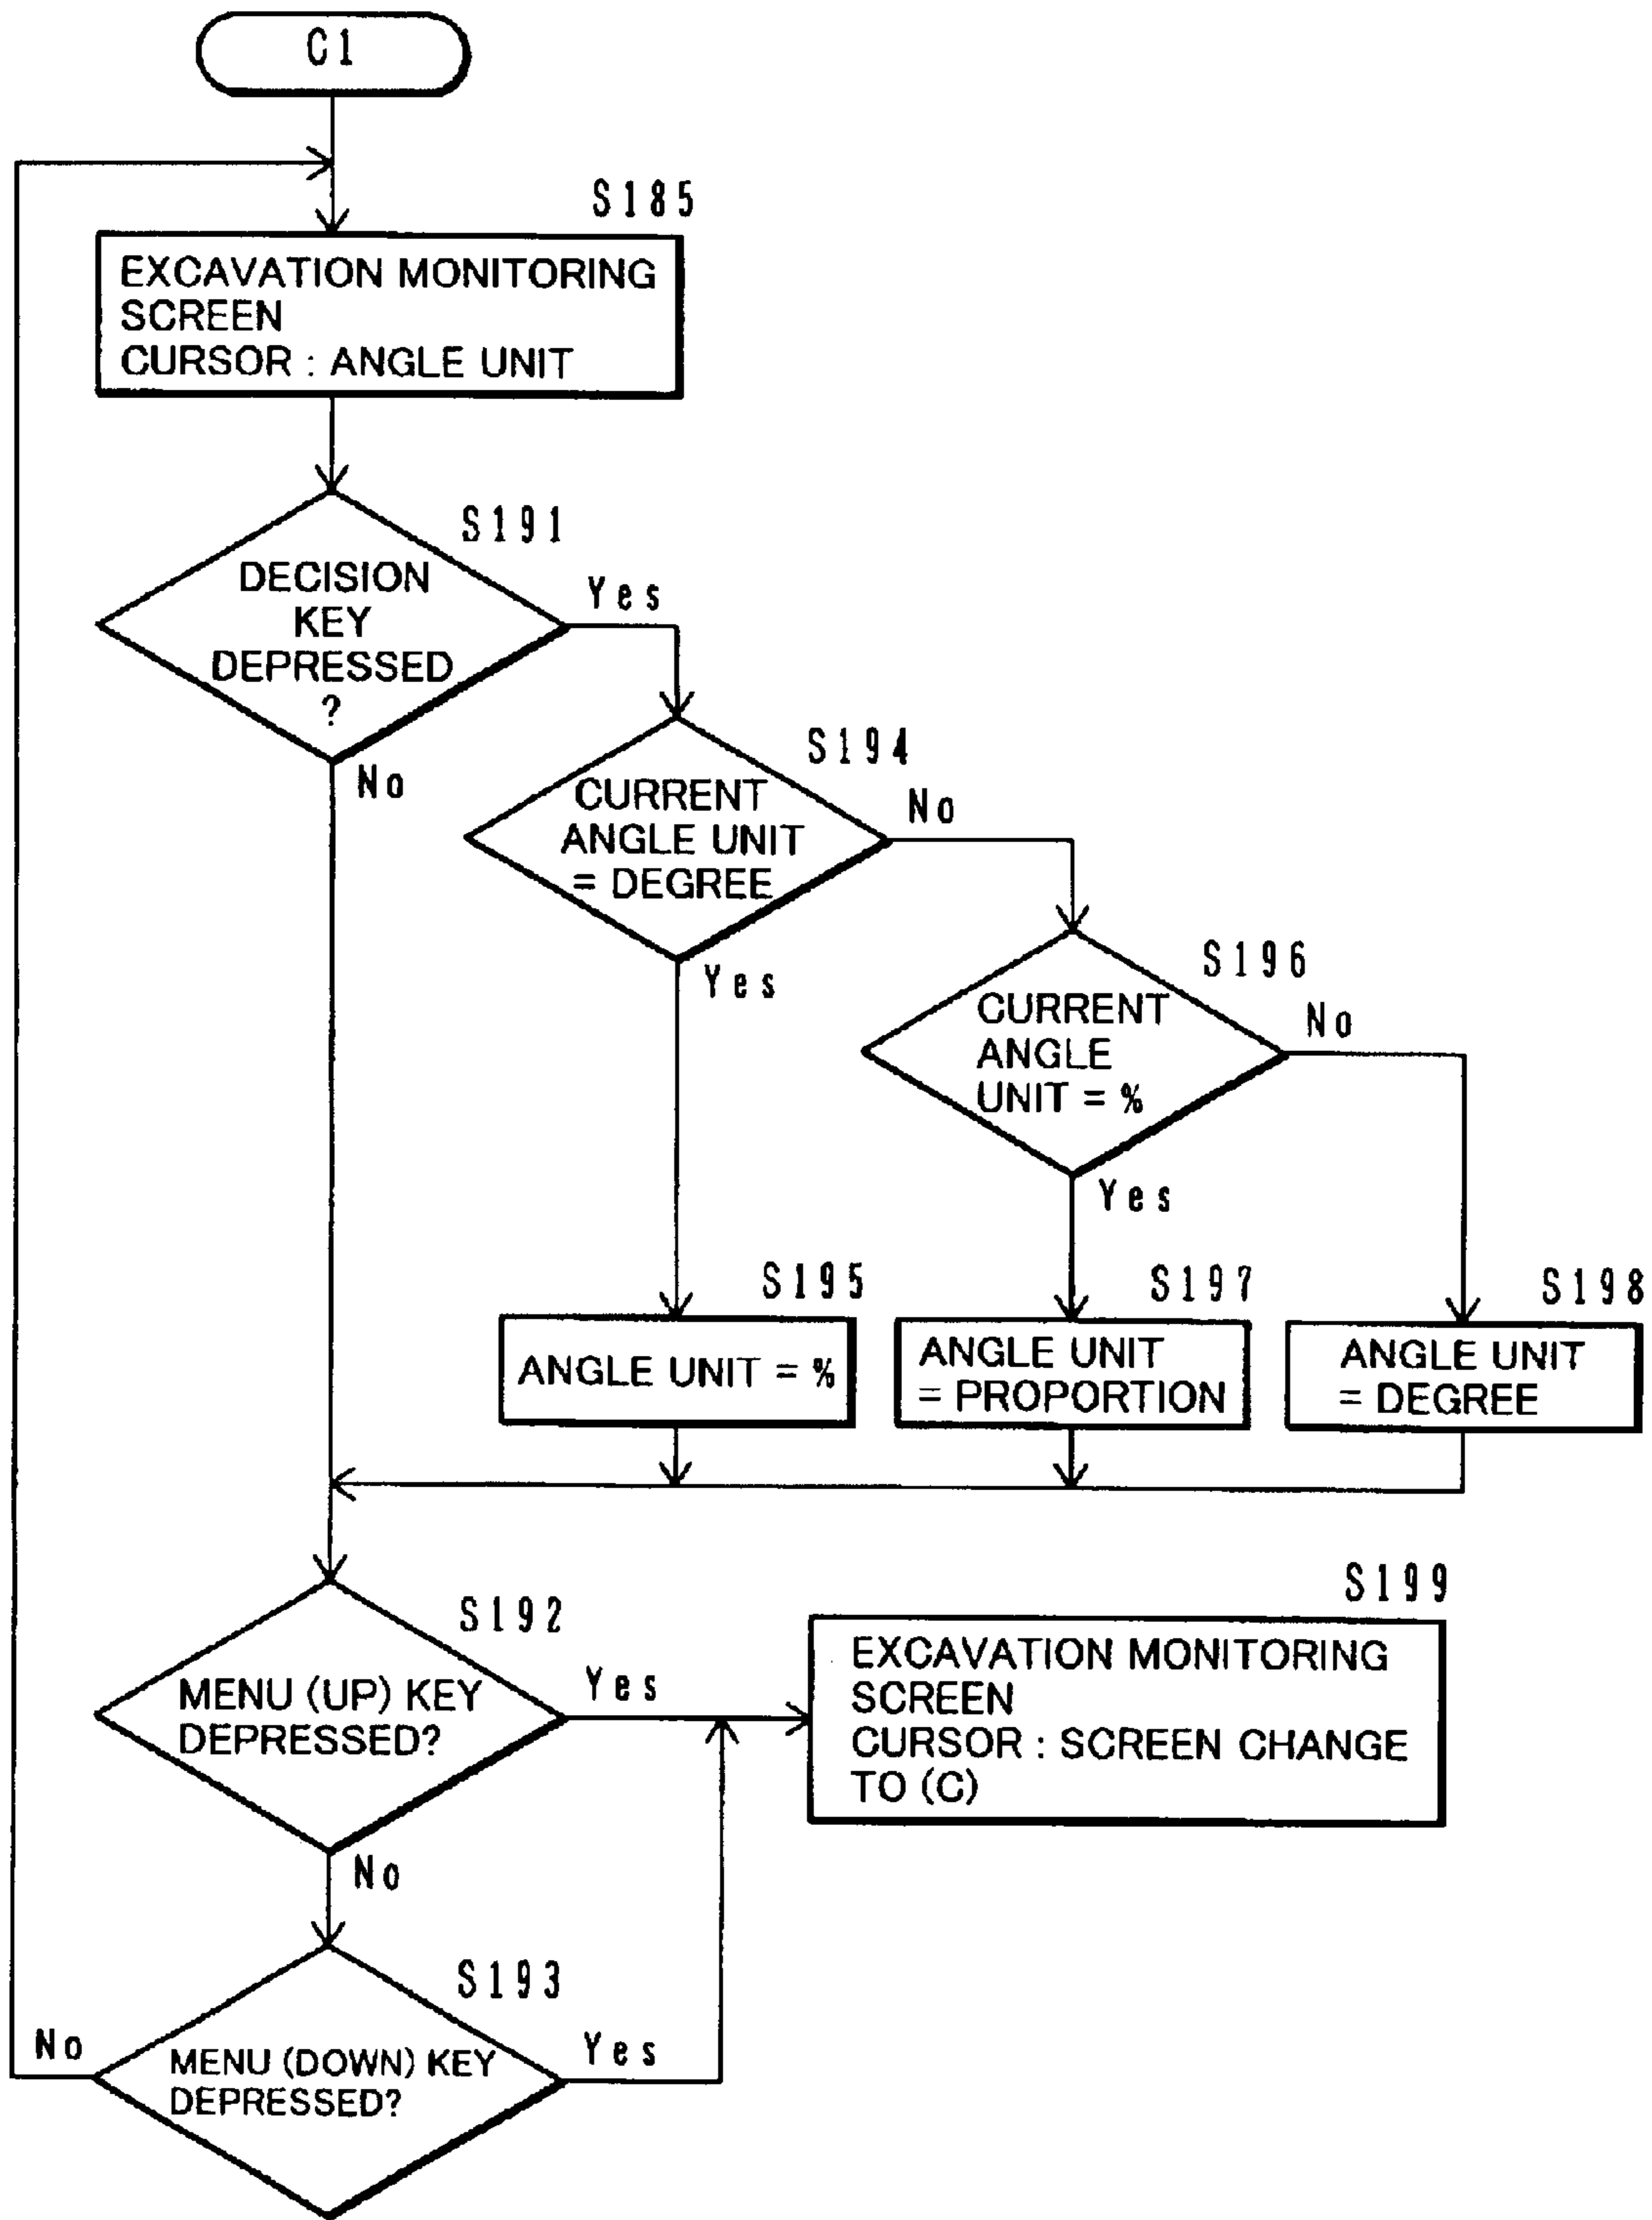 C1
S185
EXCAVATION MONITORING
SCREEN
CURSOR : ANGLE UNIT
S191
DECISION
KEY
DEPRESSED
?
Yes
No
S194
CURRENT
ANGLE UNIT
= DEGREE
No
Yes
S196
CURRENT
ANGLE
UNIT = %
No
Yes
S195
ANGLE UNIT = %
S197
ANGLE UNIT
= PROPORTION
S198
ANGLE UNIT
= DEGREE
S192
MENU (UP) KEY
DEPRESSED?
Yes
No
S199
EXCAVATION MONITORING
SCREEN
CURSOR : SCREEN CHANGE
TO (C)
S193
MENU (DOWN) KEY
DEPRESSED?
No
Yes